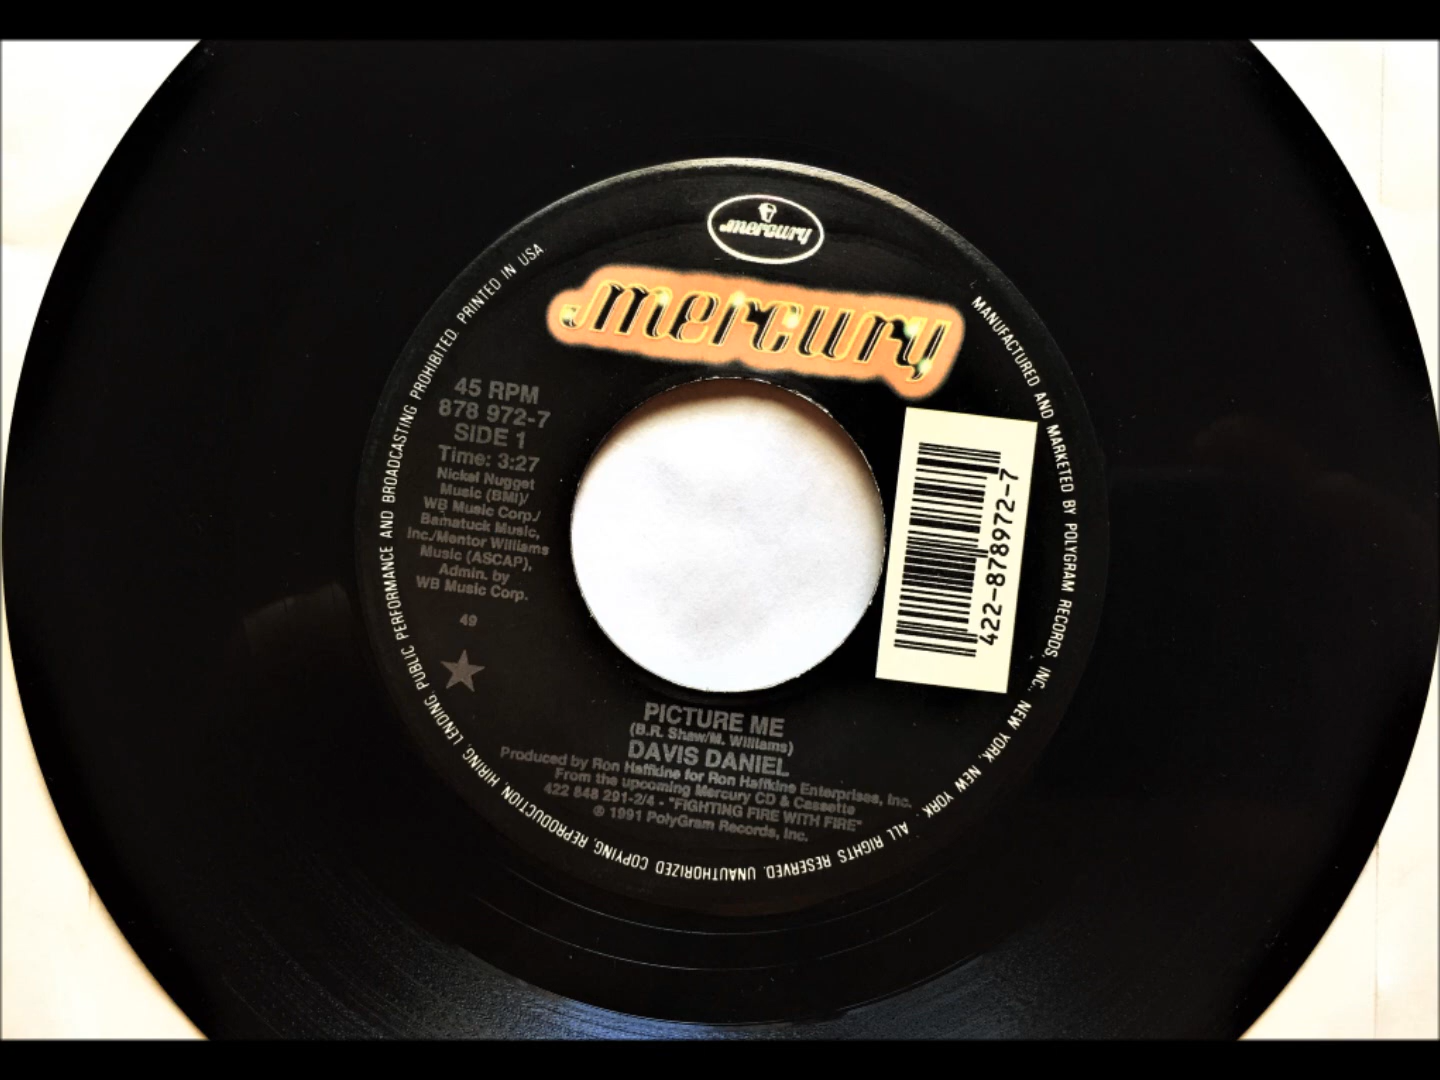 mercury
mercury
45 RPM
878 972-7
SIDE 1
Time: 3:27
Nickel Nugget
Music (BMI)/
WB Music Corp./
Bamatuck Music,
Inc./Mentor Williams
Music (ASCAP),
Admin. by
WB Music Corp.
49
422-878972-7
PICTURE ME
(B.R. Shaw/M. Williams)
DAVIS DANIEL
Produced by Ron Haffkine for Ron Haffkine Enterprises, Inc.
From the upcoming Mercury CD & Cassette
422 848 291-2/4 - "FIGHTING FIRE WITH FIRE"
℗ 1991 PolyGram Records, Inc.
MANUFACTURED AND MARKETED BY POLYGRAM RECORDS, INC., NEW YORK, NEW YORK. ALL RIGHTS RESERVED. UNAUTHORIZED COPYING, REPRODUCTION, HIRING, LENDING, PUBLIC PERFORMANCE AND BROADCASTING PROHIBITED. PRINTED IN USA